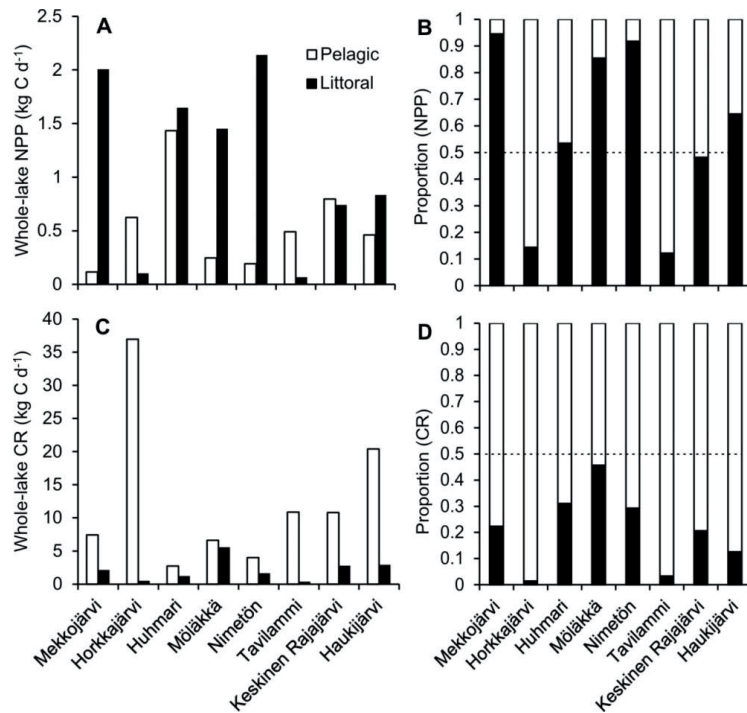 A
Pelagic
Littoral
Whole-lake NPP (kg C d⁻¹)
2.5
2
1.5
1
0.5
0
B
Proportion (NPP)
1
0.9
0.8
0.7
0.6
0.5
0.4
0.3
0.2
0.1
0
C
Whole-lake CR (kg C d⁻¹)
40
35
30
25
20
15
10
5
0
Mekkojärvi
Horkkajärvi
Huhmari
Möläkkä
Nimetön
Tavilammi
Keskinen Rajajärvi
Haukijärvi
D
Proportion (CR)
1
0.9
0.8
0.7
0.6
0.5
0.4
0.3
0.2
0.1
0
Mekkojärvi
Horkkajärvi
Huhmari
Möläkkä
Nimetön
Tavilammi
Keskinen Rajajärvi
Haukijärvi